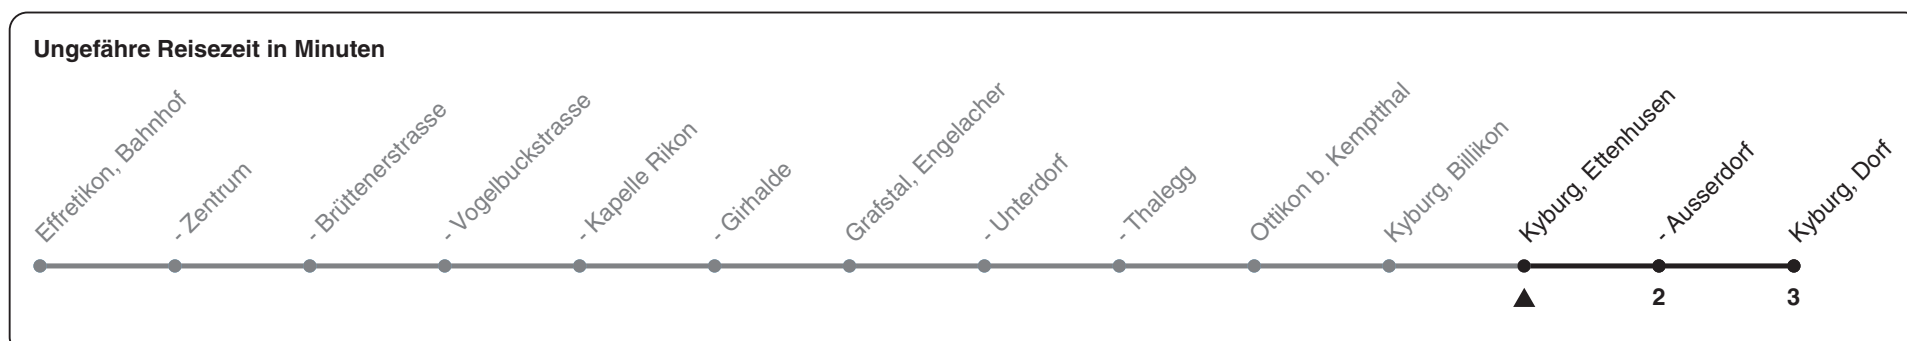 Ungefähre Reisezeit in Minuten
Effretikon, Bahnhof
- Zentrum
- Brüttenerstrasse
- Vogelbuckstrasse
- Kapelle Rikon
- Girhalde
Grafstal, Engelacher
- Unterdorf
- Thalegg
Ottikon b. Kemptthal
Kyburg, Billikon
Kyburg, Ettenhusen
- Ausserdorf
Kyburg, Dorf
2
3